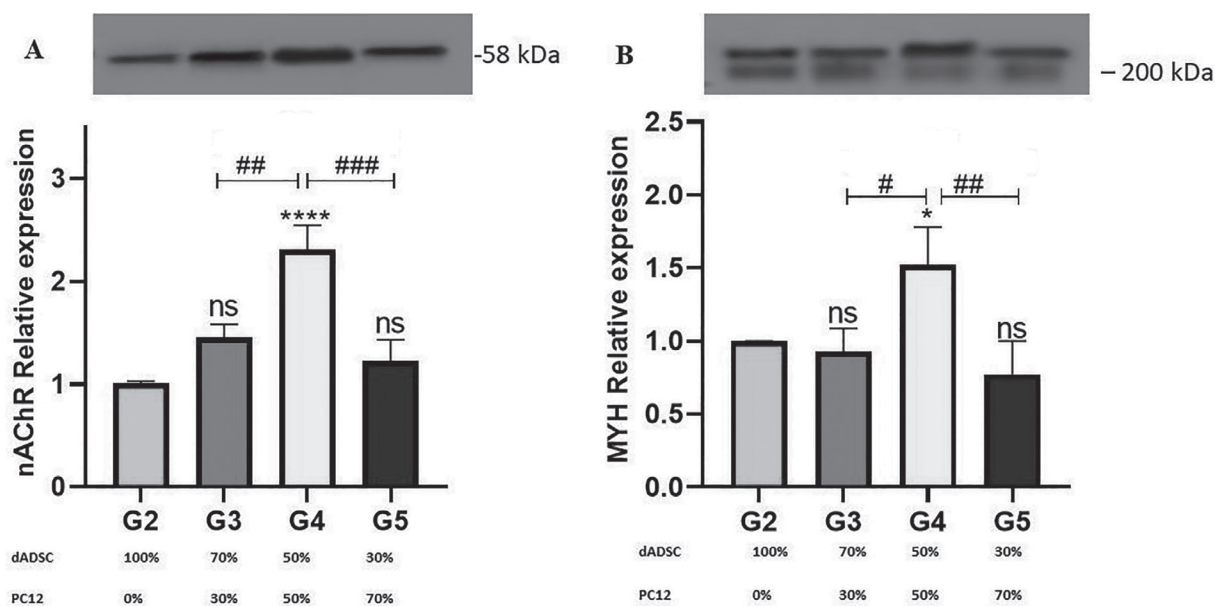 A
-58 kDa
nAChR Relative expression
3
2
1
0
##
###
****
ns
ns
G2 G3 G4 G5
dADSC 100% 70% 50% 30%
PC12 0% 30% 50% 70%
B
– 200 kDa
MYH Relative expression
2.5
2.0
1.5
1.0
0.5
0.0
#
##
*
ns
ns
G2 G3 G4 G5
dADSC 100% 70% 50% 30%
PC12 0% 30% 50% 70%